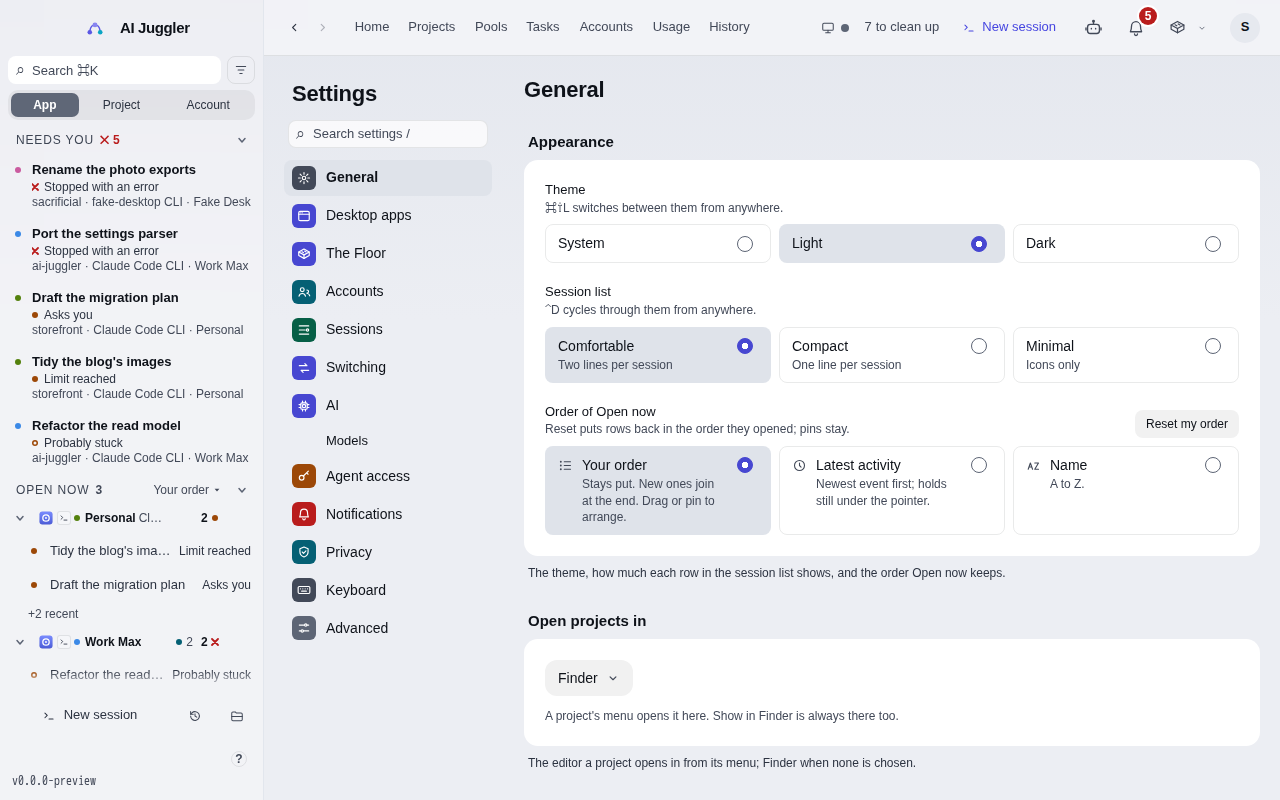 AI Juggler
Search ⌘K
App
Project
Account
NEEDS YOU 5
Rename the photo exports
Stopped with an error
sacrificial · fake-desktop CLI · Fake Desk
Port the settings parser
Stopped with an error
ai-juggler · Claude Code CLI · Work Max
Draft the migration plan
Asks you
storefront · Claude Code CLI · Personal
Tidy the blog's images
Limit reached
storefront · Claude Code CLI · Personal
Refactor the read model
Probably stuck
ai-juggler · Claude Code CLI · Work Max
OPEN NOW 3
Your order
Personal Cl… 2
Tidy the blog's ima… Limit reached
Draft the migration plan Asks you
+2 recent
Work Max 2 2
Refactor the read… Probably stuck
New session
?
v0.0.0-preview
Home
Projects
Pools
Tasks
Accounts
Usage
History
7 to clean up
New session
5
S
Settings
Search settings /
General
Desktop apps
The Floor
Accounts
Sessions
Switching
AI
Models
Agent access
Notifications
Privacy
Keyboard
Advanced
General
Appearance
Theme
⌘⇧L switches between them from anywhere.
System
Light
Dark
Session list
^D cycles through them from anywhere.
Comfortable
Two lines per session
Compact
One line per session
Minimal
Icons only
Order of Open now
Reset puts rows back in the order they opened; pins stay.
Reset my order
Your order
Stays put. New ones join
at the end. Drag or pin to
arrange.
Latest activity
Newest event first; holds
still under the pointer.
AZ Name
A to Z.
The theme, how much each row in the session list shows, and the order Open now keeps.
Open projects in
Finder
A project's menu opens it here. Show in Finder is always there too.
The editor a project opens in from its menu; Finder when none is chosen.